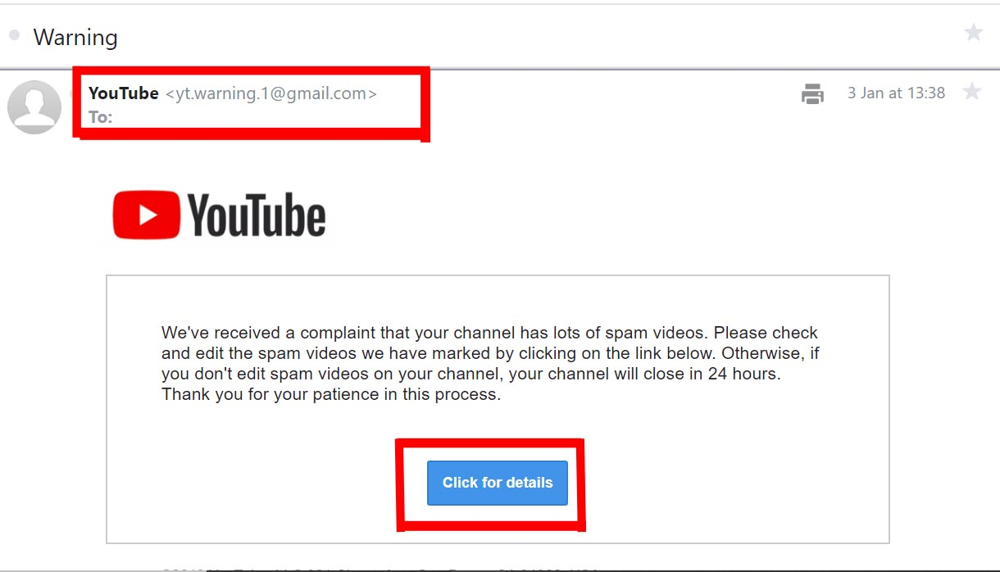 Warning
YouTube <yt.warning.1@gmail.com>
3 Jan at 13:38
To:
YouTube
We've received a complaint that your channel has lots of spam videos. Please check
and edit the spam videos we have marked by clicking on the link below. Otherwise, if
you don't edit spam videos on your channel, your channel will close in 24 hours.
Thank you for your patience in this process.
Click for details